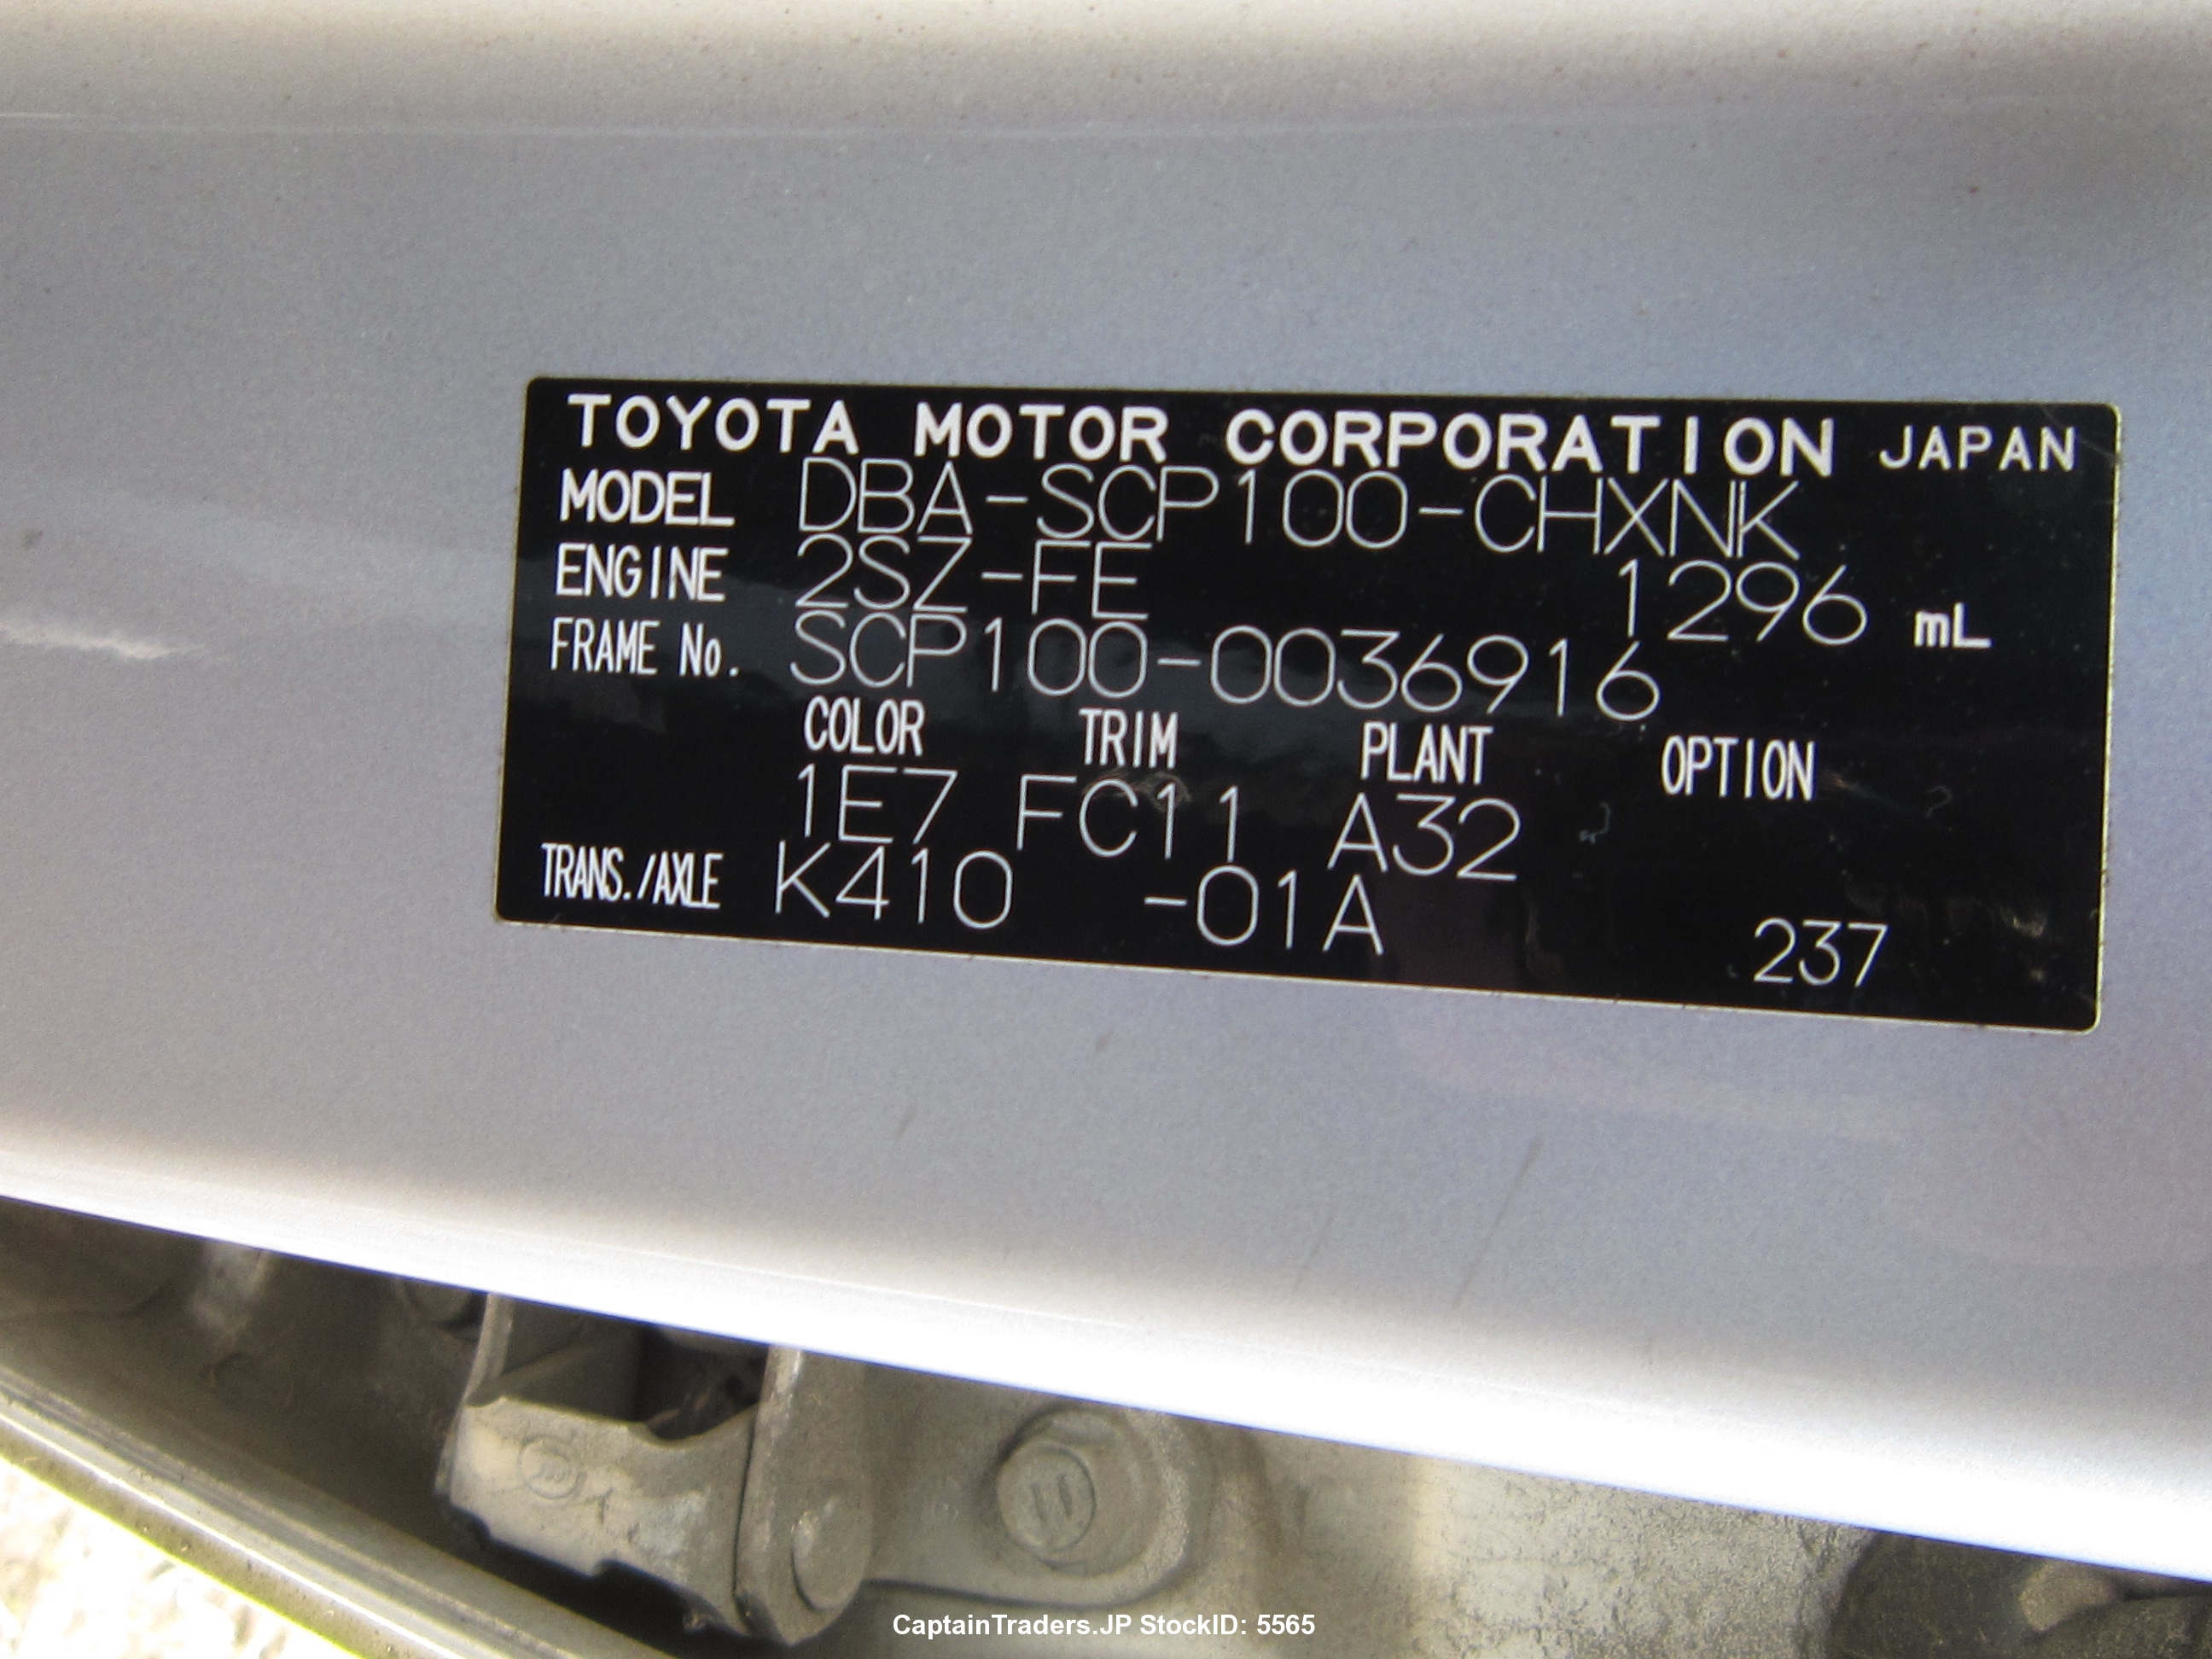 TOYOTA MOTOR CORPORATION JAPAN
MODEL DBA-SCP100-CHXNK
ENGINE 2SZ-FE 1296 mL
FRAME No. SCP100-0036916
COLOR TRIM PLANT OPTION
1E7 FC11 A32
TRANS./AXLE K410 -01A
237
CaptainTraders.JP StockID: 5565